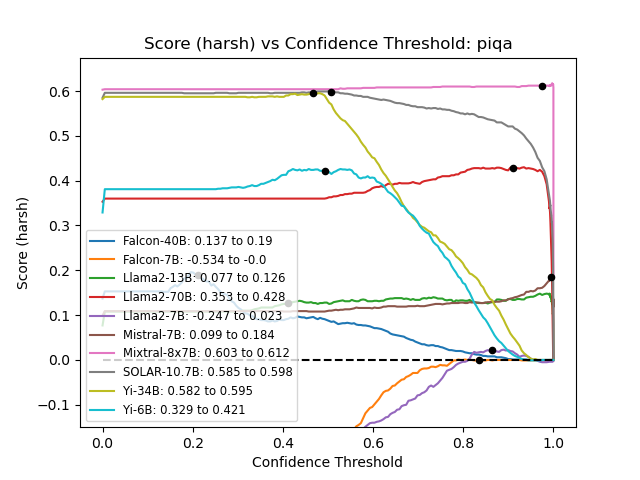 Score (harsh) vs Confidence Threshold: piqa
Score (harsh)
0.6
0.5
0.4
0.3
0.2
0.1
0.0
−0.1
Falcon-40B: 0.137 to 0.19
Falcon-7B: -0.534 to -0.0
Llama2-13B: 0.077 to 0.126
Llama2-70B: 0.353 to 0.428
Llama2-7B: -0.247 to 0.023
Mistral-7B: 0.099 to 0.184
Mixtral-8x7B: 0.603 to 0.612
SOLAR-10.7B: 0.585 to 0.598
Yi-34B: 0.582 to 0.595
Yi-6B: 0.329 to 0.421
0.0 0.2 0.4 0.6 0.8 1.0
Confidence Threshold